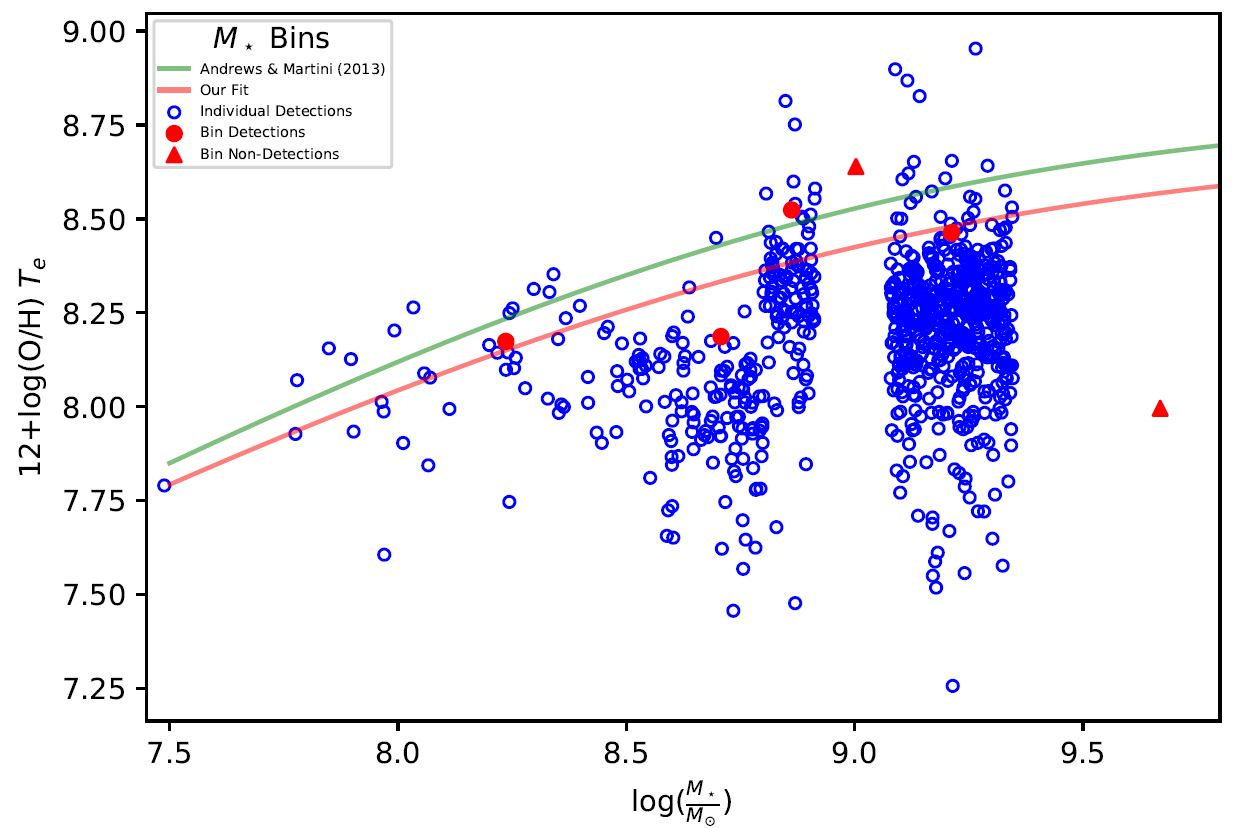 M⋆ Bins
Andrews & Martini (2013)
Our Fit
Individual Detections
Bin Detections
Bin Non-Detections
12+log(O/H) Te
9.00
8.75
8.50
8.25
8.00
7.75
7.50
7.25
7.5 8.0 8.5 9.0 9.5
log(M⋆/M⊙)